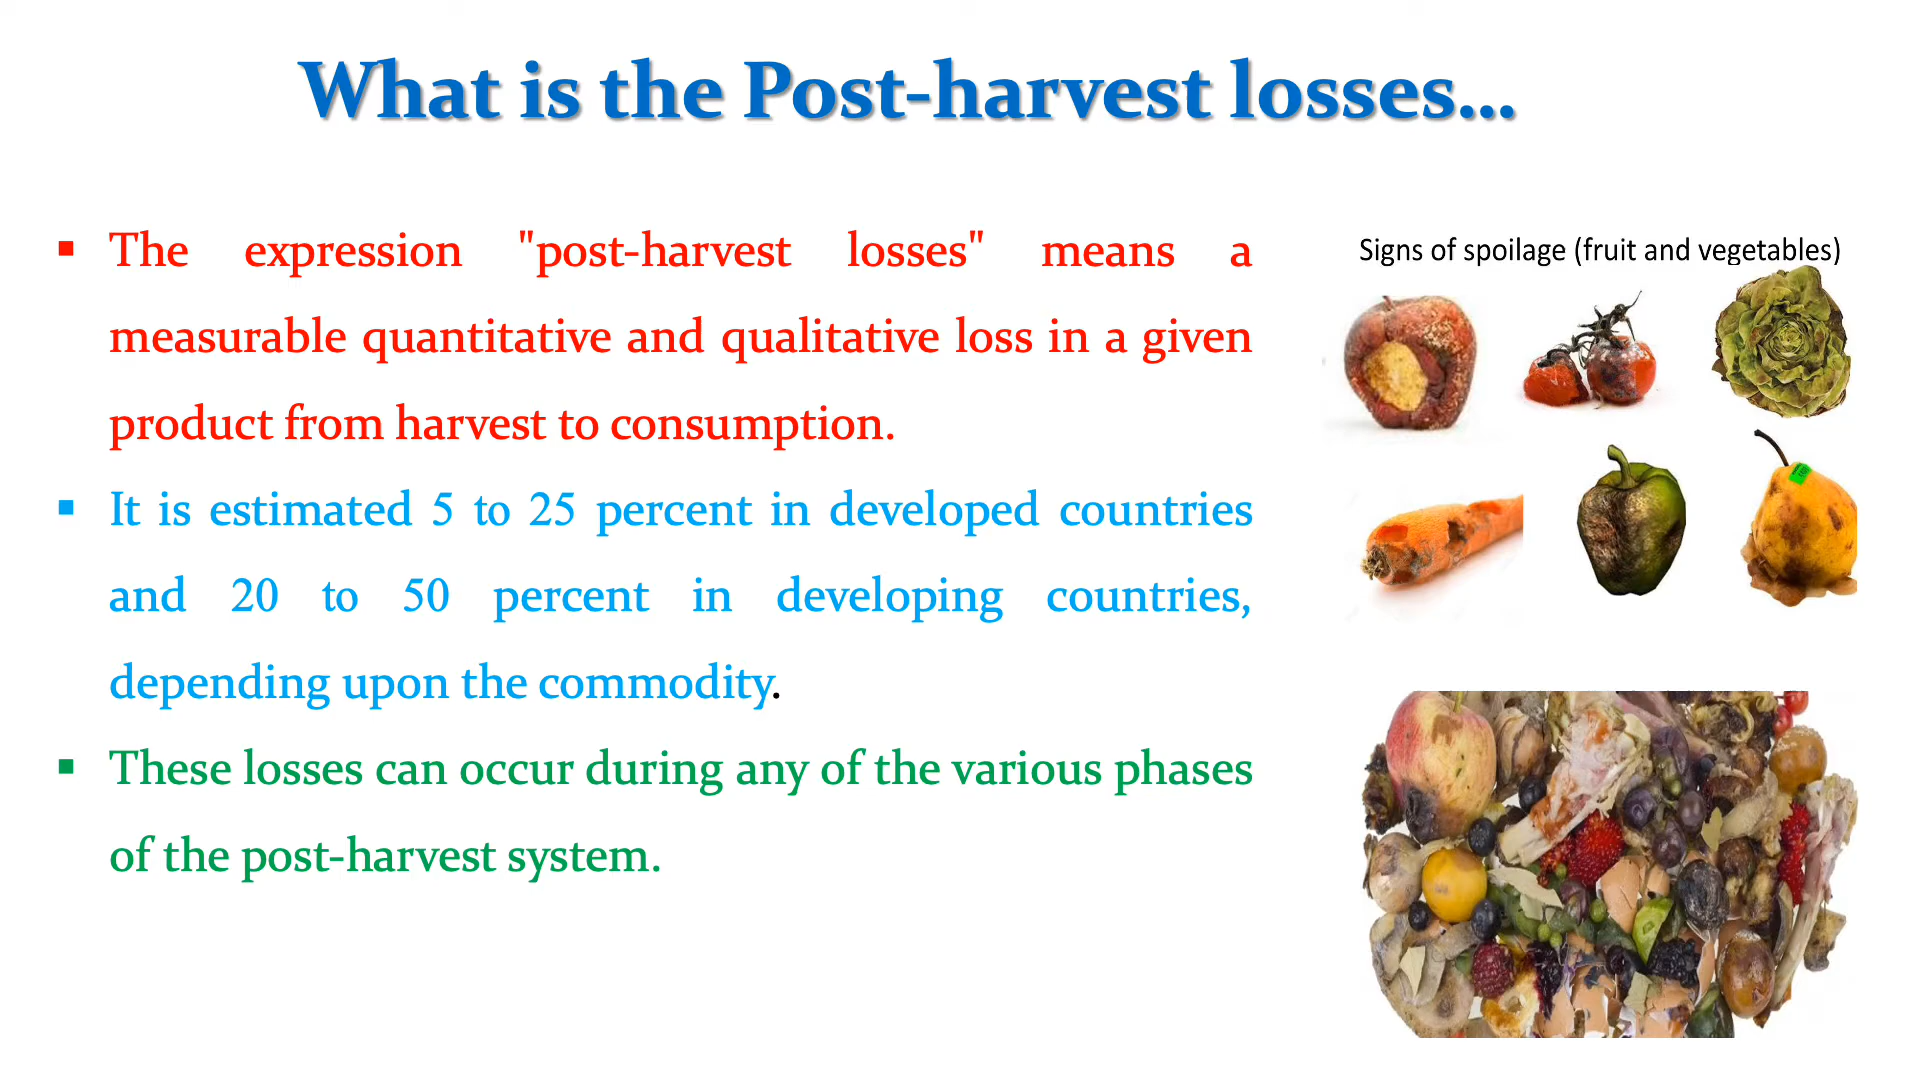 What is the Post-harvest losses...
The expression "post-harvest losses" means a
measurable quantitative and qualitative loss in a given
product from harvest to consumption.
It is estimated 5 to 25 percent in developed countries
and 20 to 50 percent in developing countries,
depending upon the commodity.
These losses can occur during any of the various phases
of the post-harvest system.
Signs of spoilage (fruit and vegetables)